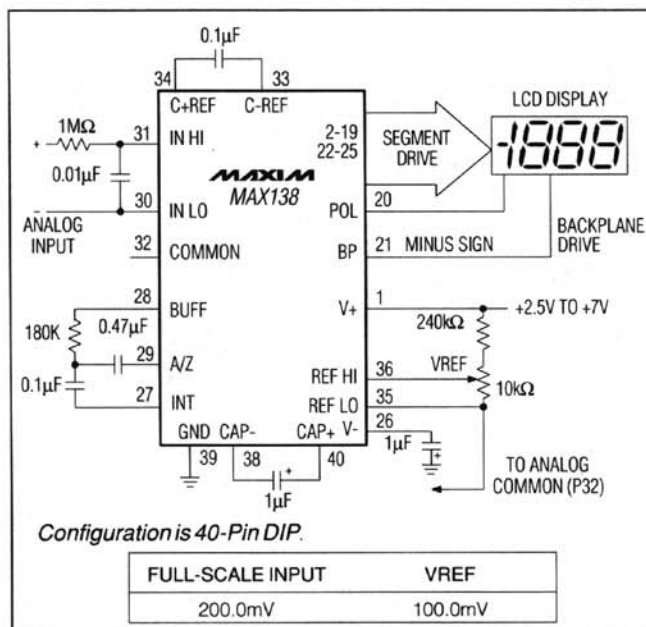 0.1µF
34
33
C+REF
C-REF
LCD DISPLAY
1MΩ
31
IN HI
2-19
22-25
SEGMENT
DRIVE
-1888
+
0.01µF
MAXIM
MAX138
-
30
IN LO
POL
20
ANALOG
INPUT
32
COMMON
BP
21
MINUS SIGN
BACKPLANE
DRIVE
28
BUFF
V+
1
+2.5V TO +7V
180K
0.47µF
240kΩ
29
A/Z
REF HI
36
VREF
10kΩ
0.1µF
27
INT
REF LO
35
GND
CAP-
CAP+
V-
26
1µF
+
39
38
40
+
1µF
TO ANALOG
COMMON (P32)
Configuration is 40-Pin DIP.
FULL-SCALE INPUT VREF
200.0mV 100.0mV